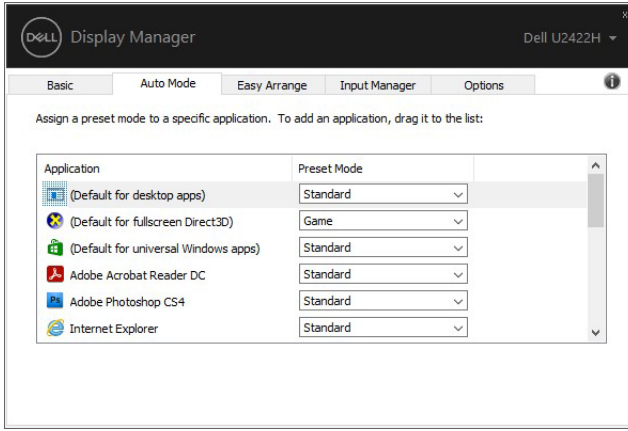 x
DELL Display Manager Dell U2422H
Basic Auto Mode Easy Arrange Input Manager Options i
Assign a preset mode to a specific application. To add an application, drag it to the list:
Application Preset Mode
(Default for desktop apps) Standard
(Default for fullscreen Direct3D) Game
(Default for universal Windows apps) Standard
Adobe Acrobat Reader DC Standard
Ps Adobe Photoshop CS4 Standard
Internet Explorer Standard